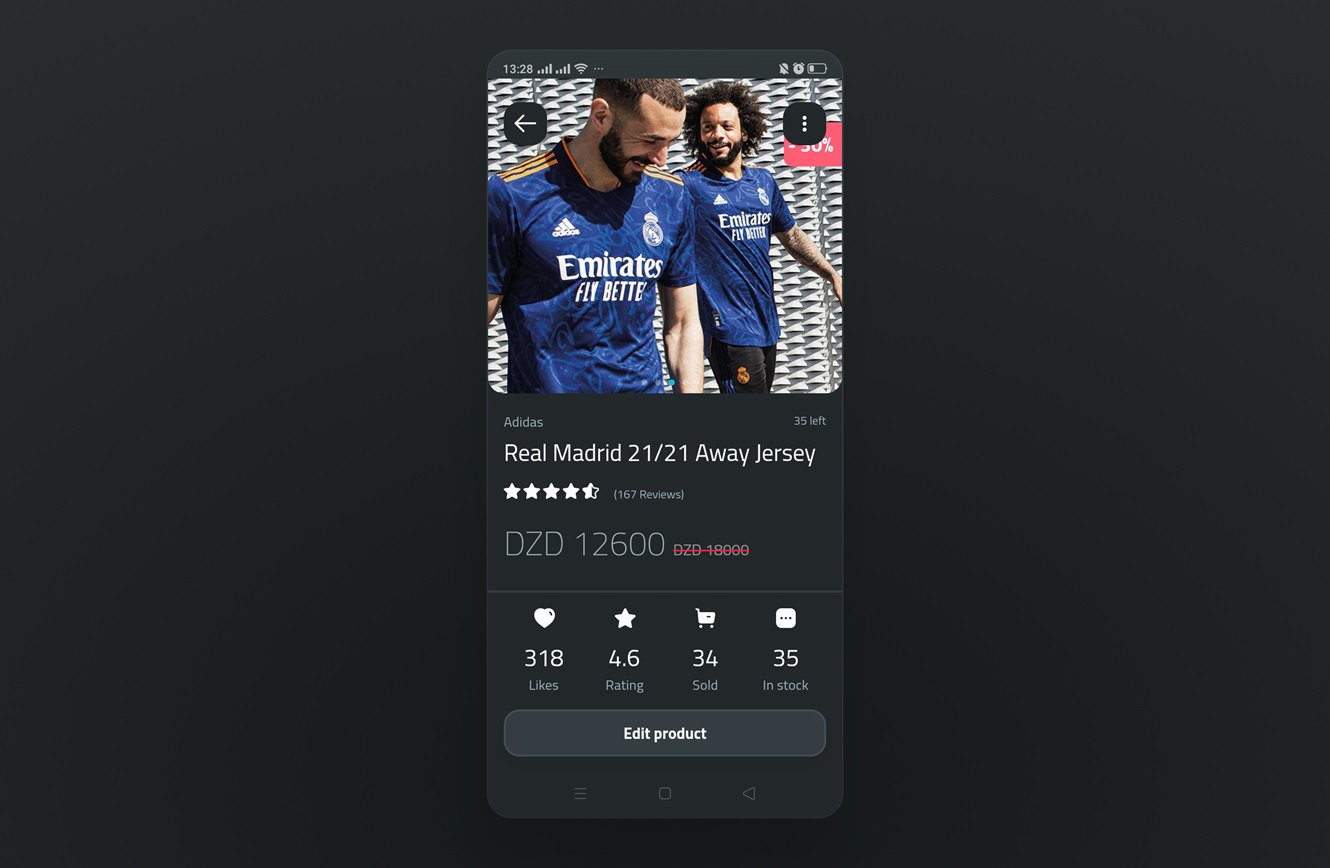 13:28
- 30%
adidas
Emirates
FLY BETTE
Emirates
FLY BETTER
Adidas
35 left
Real Madrid 21/21 Away Jersey
(167 Reviews)
DZD 12600 DZD 18000
318 4.6 34 35
Likes Rating Sold In stock
Edit product